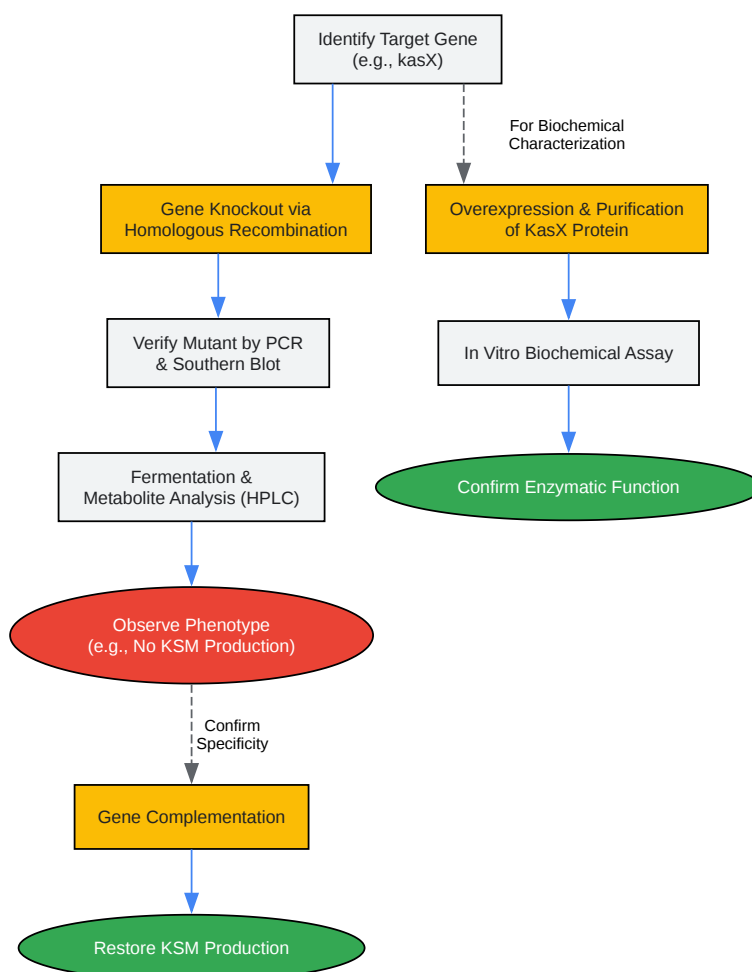 Identify Target Gene
(e.g., kasX)
For Biochemical
Characterization
Gene Knockout via
Homologous Recombination
Overexpression & Purification
of KasX Protein
Verify Mutant by PCR
& Southern Blot
In Vitro Biochemical Assay
Fermentation &
Metabolite Analysis (HPLC)
Confirm Enzymatic Function
Observe Phenotype
(e.g., No KSM Production)
Confirm
Specificity
Gene Complementation
Restore KSM Production